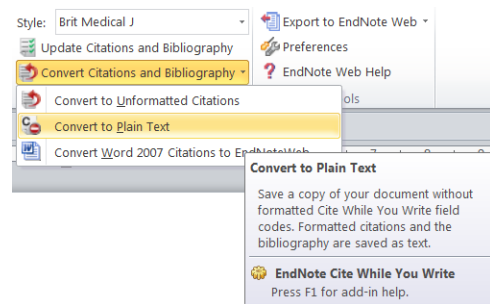 Style: Brit Medical J
Export to EndNote Web
Update Citations and Bibliography
Preferences
Convert Citations and Bibliography
EndNote Web Help
ols
Convert to Unformatted Citations
Convert to Plain Text
Convert Word 2007 Citations to EndNoteWeb
Convert to Plain Text
Save a copy of your document without
formatted Cite While You Write field
codes. Formatted citations and the
bibliography are saved as text.
EndNote Cite While You Write
Press F1 for add-in help.